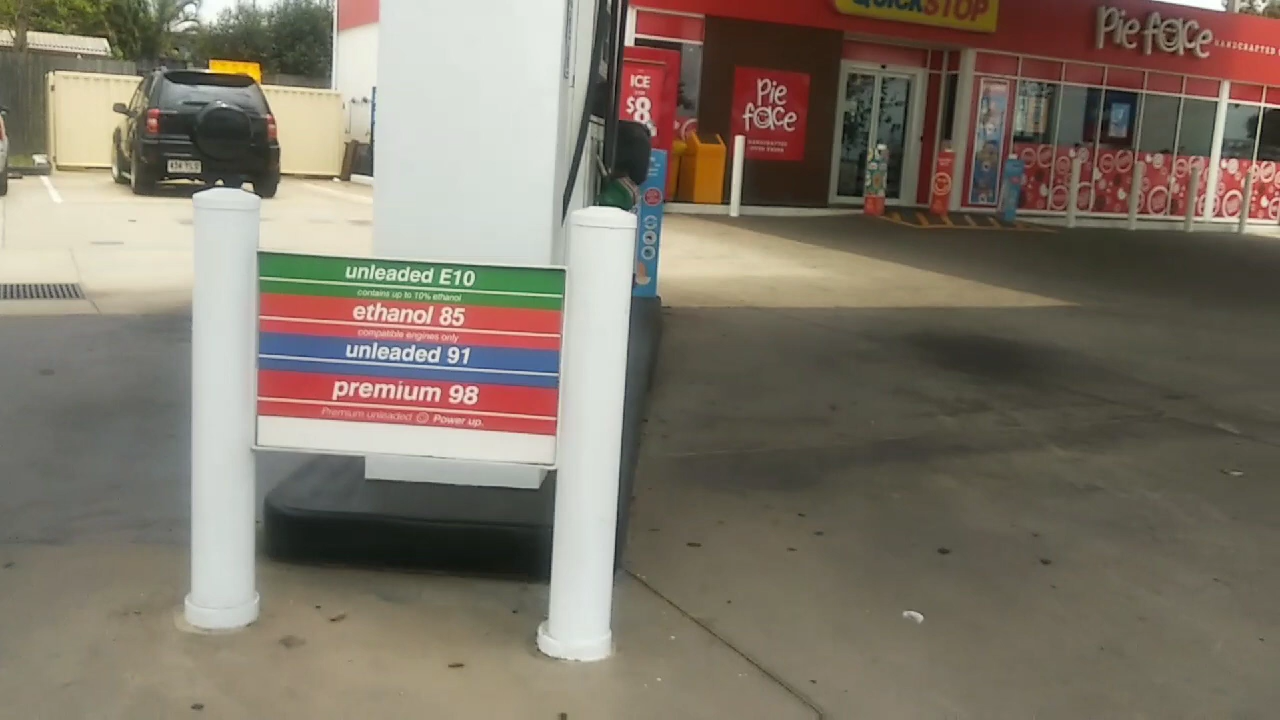 QUICKSTOP
Pie face
HANDCRAFTED
ICE
$8
Pie
face
unleaded E10
contains up to 10% ethanol
ethanol 85
compatible engines only
unleaded 91
premium 98
Premium unleaded Power up.